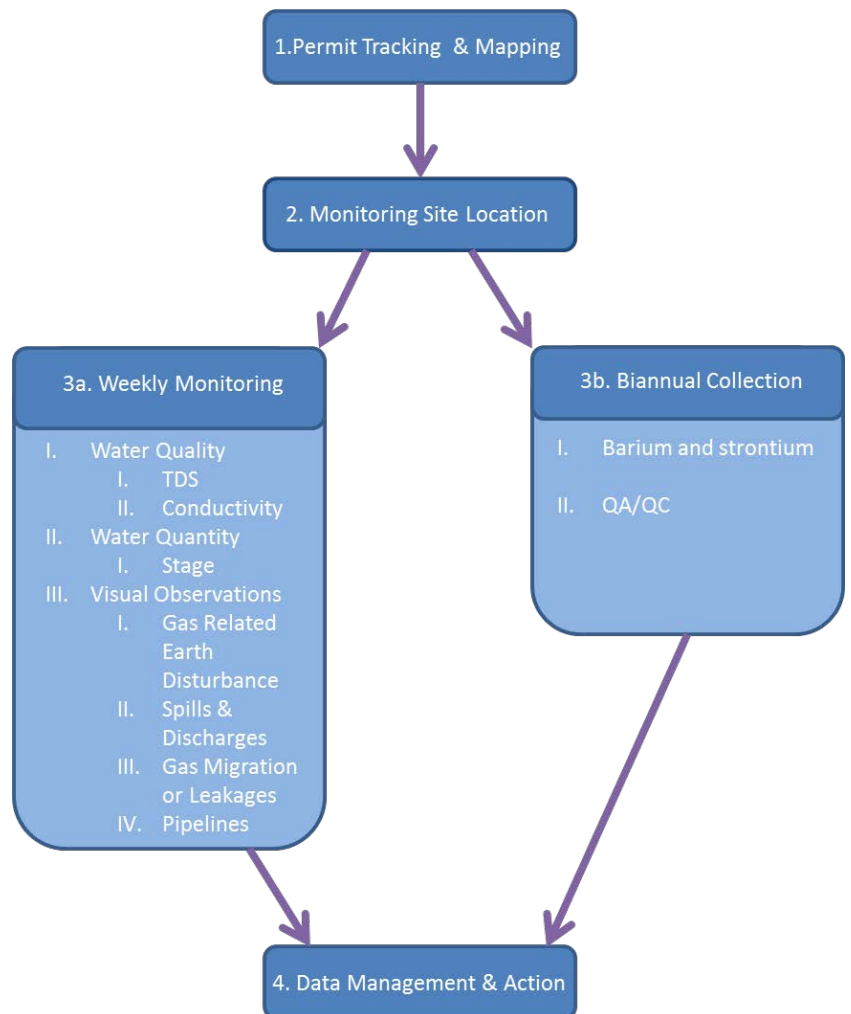 1.Permit Tracking & Mapping
2. Monitoring Site Location
3a. Weekly Monitoring
I. Water Quality
I. TDS
II. Conductivity
II. Water Quantity
I. Stage
III. Visual Observations
I. Gas Related
Earth
Disturbance
II. Spills &
Discharges
III. Gas Migration
or Leakages
IV. Pipelines
3b. Biannual Collection
I. Barium and strontium
II. QA/QC
4. Data Management & Action